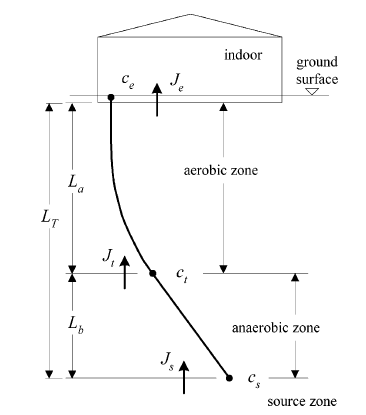 indoor
ground
surface
c_e
J_e
aerobic zone
L_a
L_T
J_t
c_t
L_b
anaerobic zone
J_s
c_s
source zone